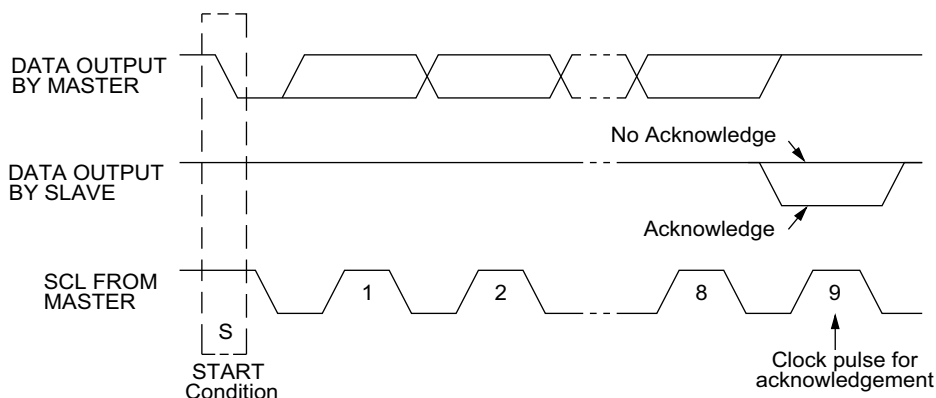 DATA OUTPUT
BY MASTER
No Acknowledge
DATA OUTPUT
BY SLAVE
Acknowledge
SCL FROM
MASTER
1
2
8
9
S
START
Condition
Clock pulse for
acknowledgement